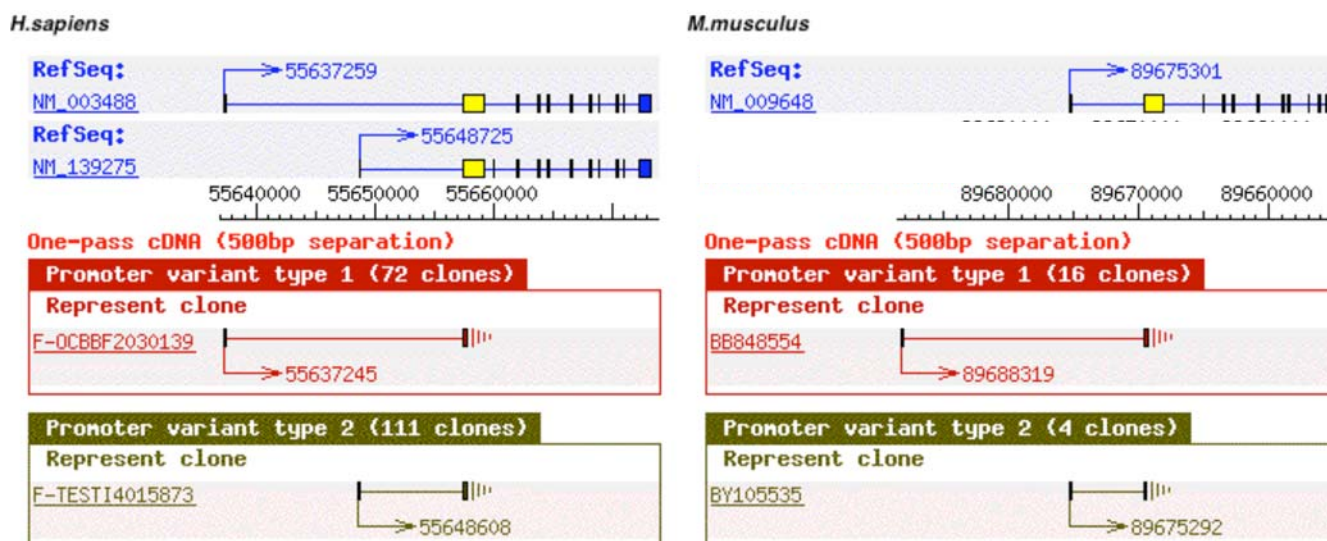 H.sapiens
RefSeq:
55637259
NM_003488
RefSeq:
55648725
NM_139275
55640000 55650000 55660000
One-pass cDNA (500bp separation)
Promoter variant type 1 (72 clones)
Represent clone
F-OCBBF2030139
55637245
Promoter variant type 2 (111 clones)
Represent clone
F-TESTI4015873
55648608
M.musculus
RefSeq:
89675301
NM_009648
89680000 89670000 89660000
One-pass cDNA (500bp separation)
Promoter variant type 1 (16 clones)
Represent clone
BB848554
89688319
Promoter variant type 2 (4 clones)
Represent clone
BY105535
89675292